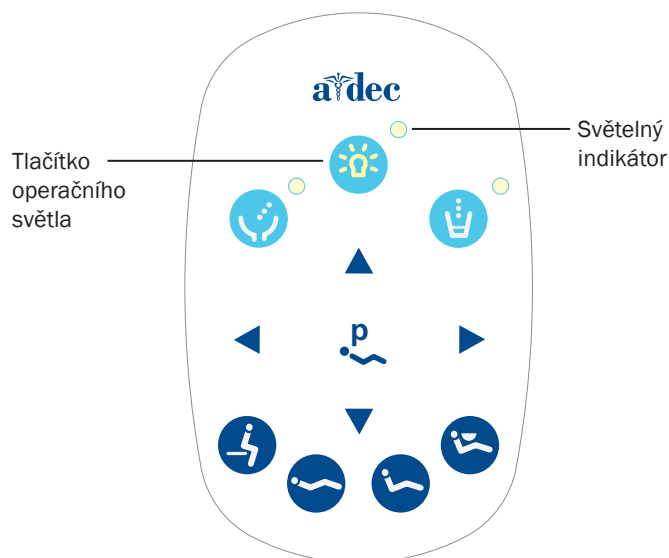 a dec
Světelný
indikátor
Tlačítko
operačního
světla
p